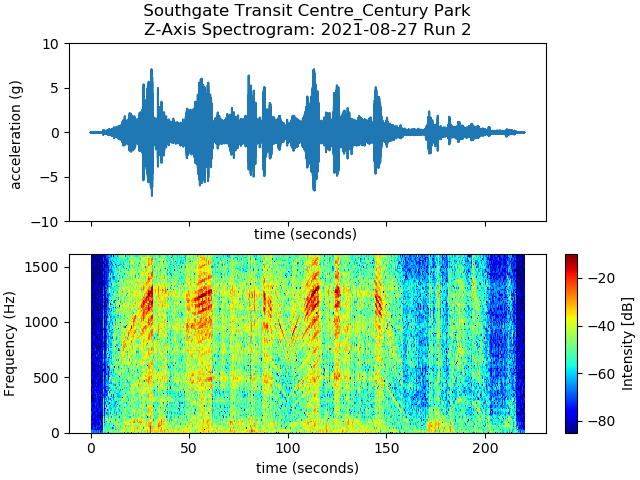 Southgate Transit Centre_Century Park
Z-Axis Spectrogram: 2021-08-27 Run 2
acceleration (g)
10
5
0
−5
−10
time (seconds)
Frequency (Hz)
1500
1000
500
0
0
50
100
150
200
time (seconds)
−20
−40
−60
−80
Intensity [dB]